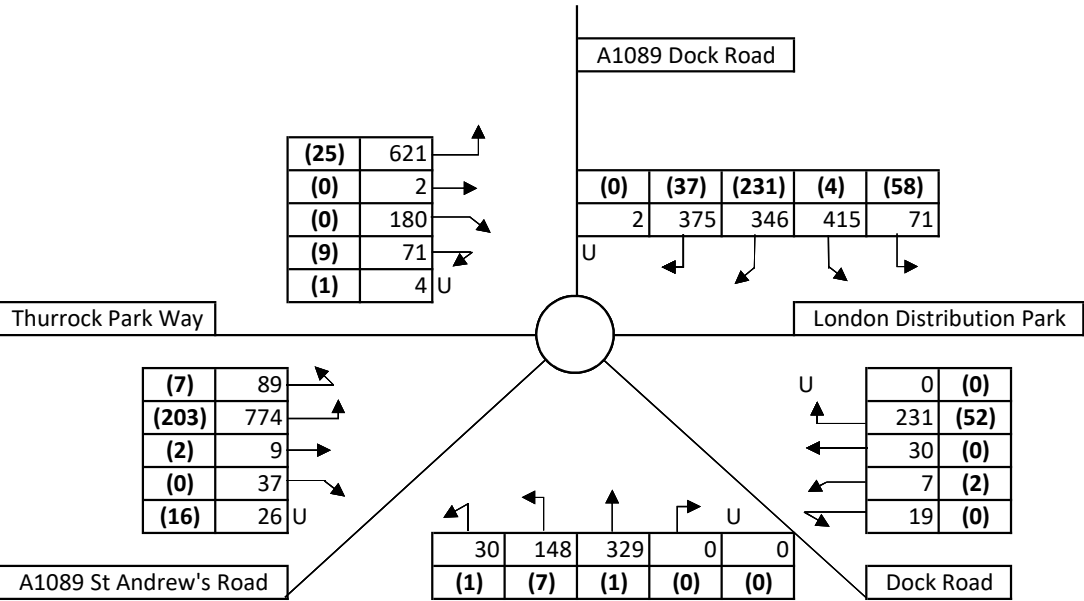 A1089 Dock Road
(25) 621
(0) 2
(0) 180
(9) 71
(1) 4 U
(0) (37) (231) (4) (58)
2 375 346 415 71
U
Thurrock Park Way
London Distribution Park
(7) 89
(203) 774
(2) 9
(0) 37
(16) 26 U
U 0 (0)
231 (52)
30 (0)
7 (2)
19 (0)
U
30 148 329 0 0
(1) (7) (1) (0) (0)
A1089 St Andrew's Road
Dock Road